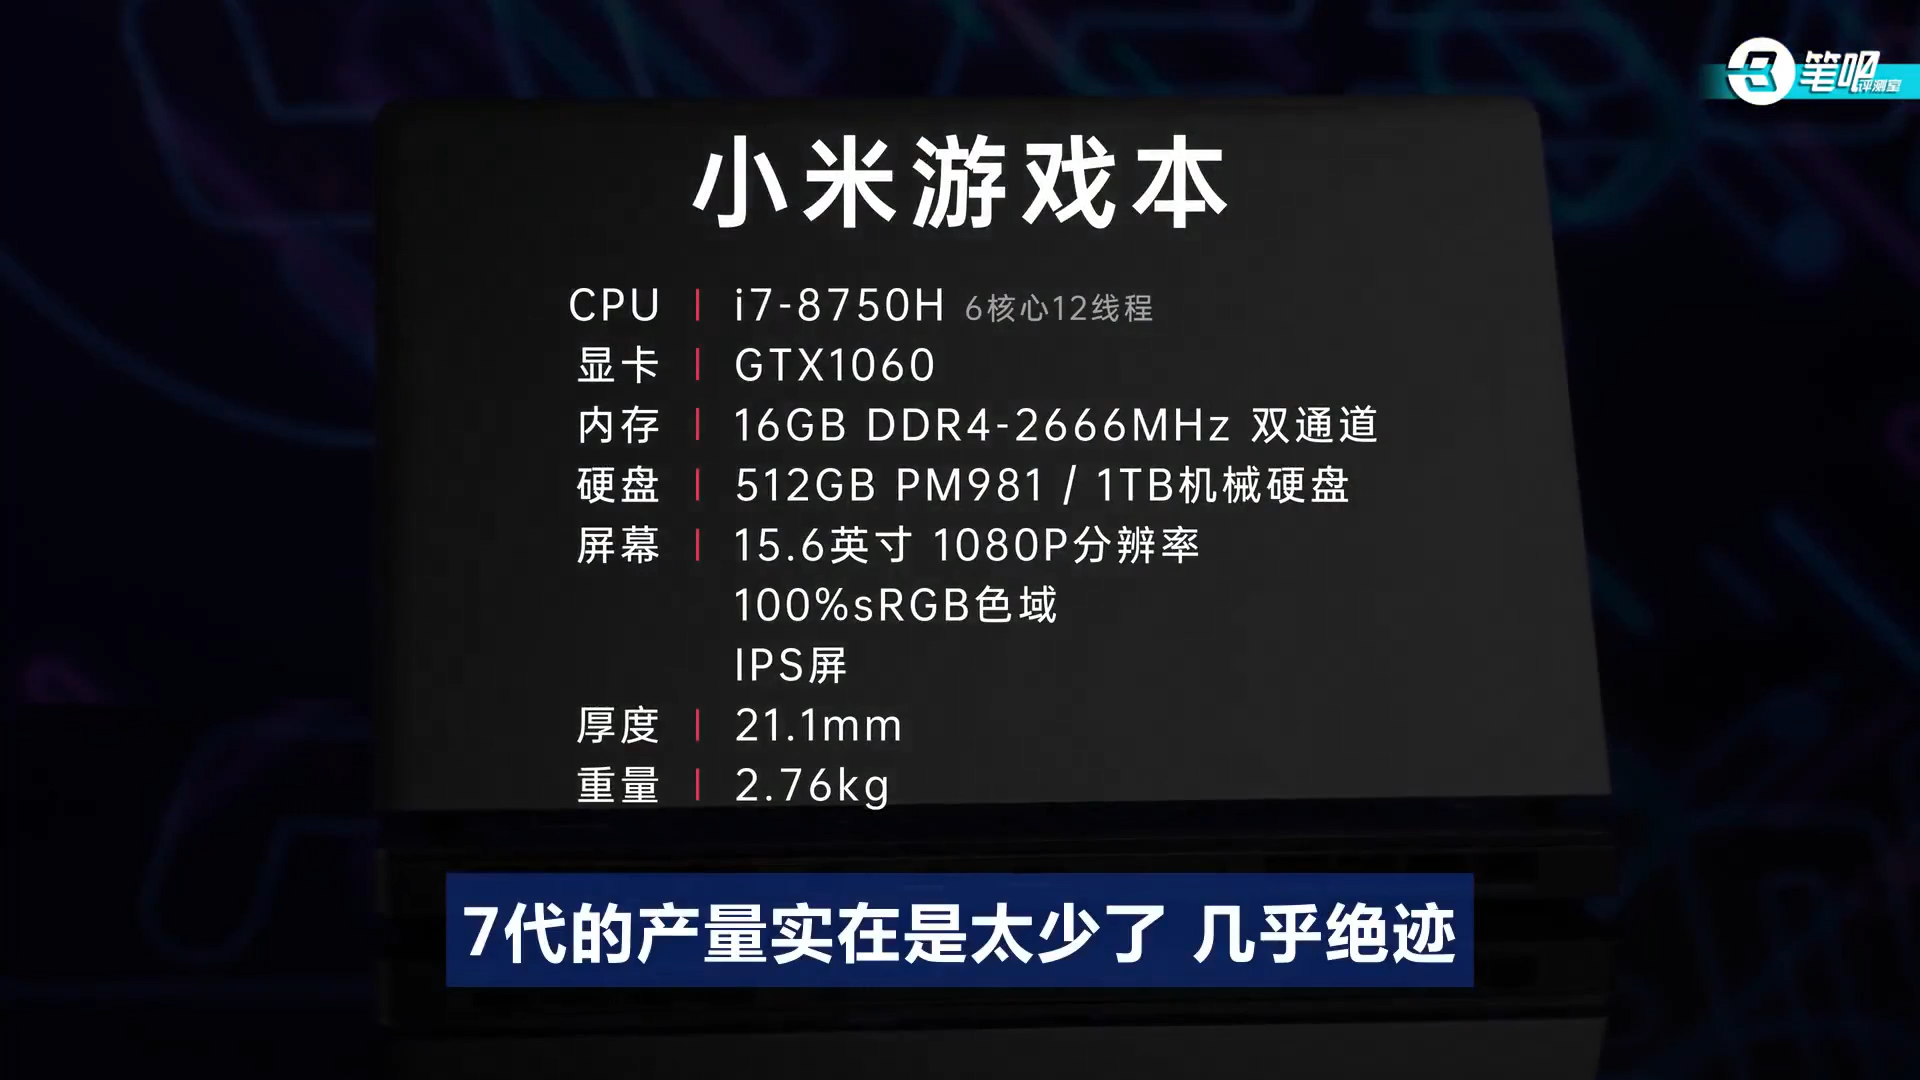 笔吧评测室
小米游戏本
CPU | i7-8750H 6核心12线程
显卡 | GTX1060
内存 | 16GB DDR4-2666MHz 双通道
硬盘 | 512GB PM981 / 1TB机械硬盘
屏幕 | 15.6英寸 1080P分辨率
100%sRGB色域
IPS屏
厚度 | 21.1mm
重量 | 2.76kg
7代的产量实在是太少了 几乎绝迹